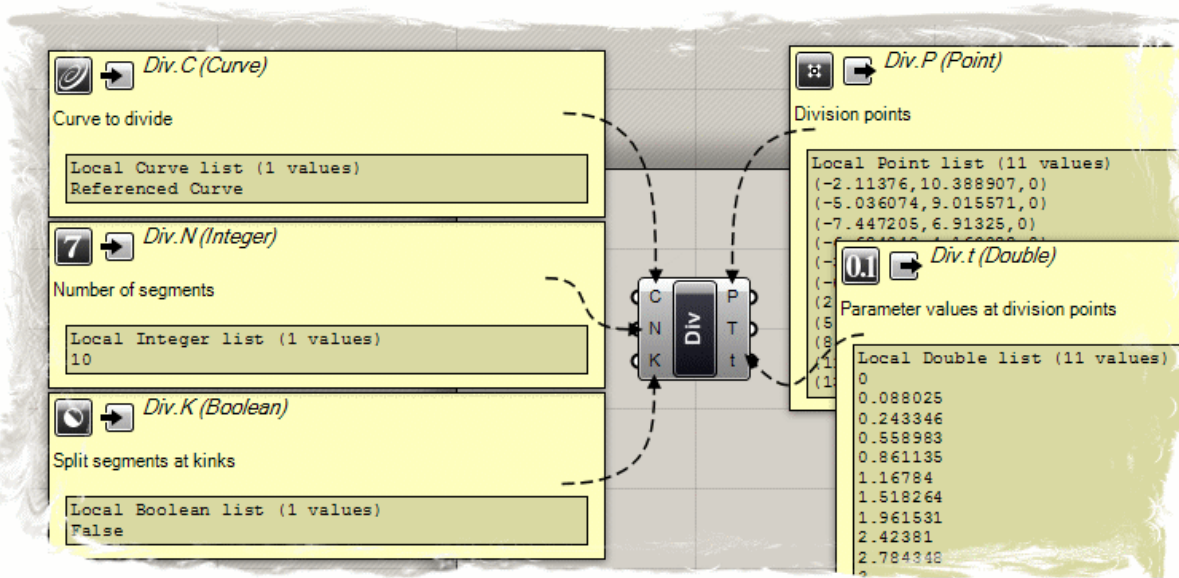 Div.C (Curve)
Curve to divide
Local Curve list (1 values)
Referenced Curve
7
Div.N (Integer)
Number of segments
Local Integer list (1 values)
10
Div.K (Boolean)
Split segments at kinks
Local Boolean list (1 values)
False
C
N
K
Div
P
T
t
Div.P (Point)
Division points
Local Point list (11 values)
(-2.11376,10.388907,0)
(-5.036074,9.015571,0)
(-7.447205,6.91325,0)
0.1
Div.t (Double)
Parameter values at division points
Local Double list (11 values)
0
0.088025
0.243346
0.558983
0.861135
1.16784
1.518264
1.961531
2.42381
2.784348